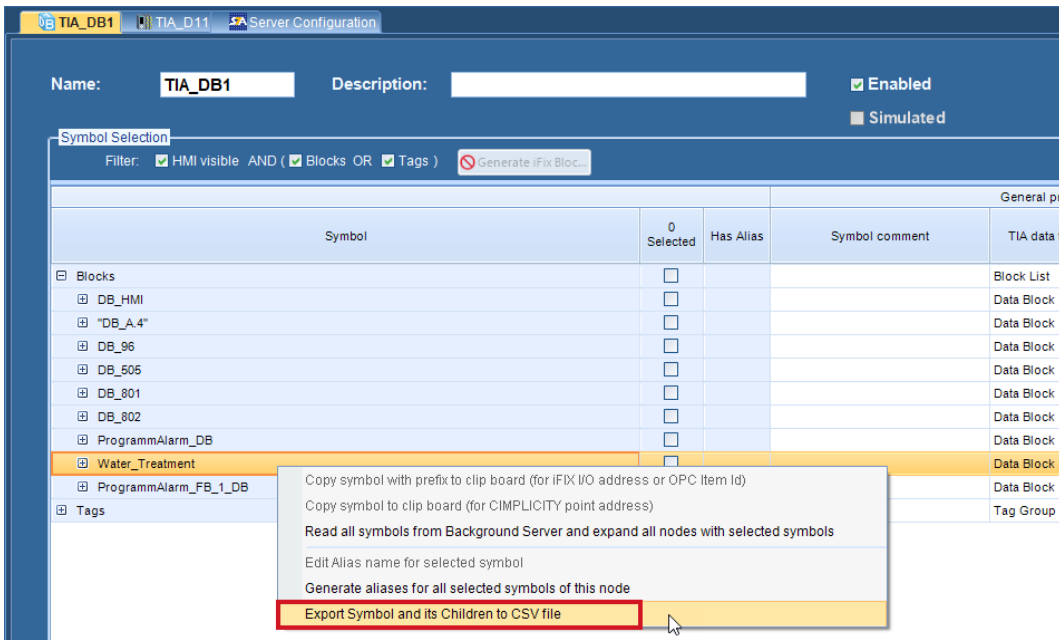 TIA_DB1 TIA_D11 Server Configuration
Name: TIA_DB1 Description: Enabled
Simulated
Symbol Selection
Filter: HMI visible AND ( Blocks OR Tags ) Generate iFix Bloc...
General p
Symbol 0 Selected Has Alias Symbol comment TIA data
Blocks Block List
DB_HMI Data Block
"DB_A.4" Data Block
DB_96 Data Block
DB_505 Data Block
DB_801 Data Block
DB_802 Data Block
ProgrammAlarm_DB Data Block
Water_Treatment Data Block
ProgrammAlarm_FB_1_DB Data Block
Tags Tag Group
Copy symbol with prefix to clip board (for iFIX I/O address or OPC Item Id)
Copy symbol to clip board (for CIMPLICITY point address)
Read all symbols from Background Server and expand all nodes with selected symbols
Edit Alias name for selected symbol
Generate aliases for all selected symbols of this node
Export Symbol and its Children to CSV file